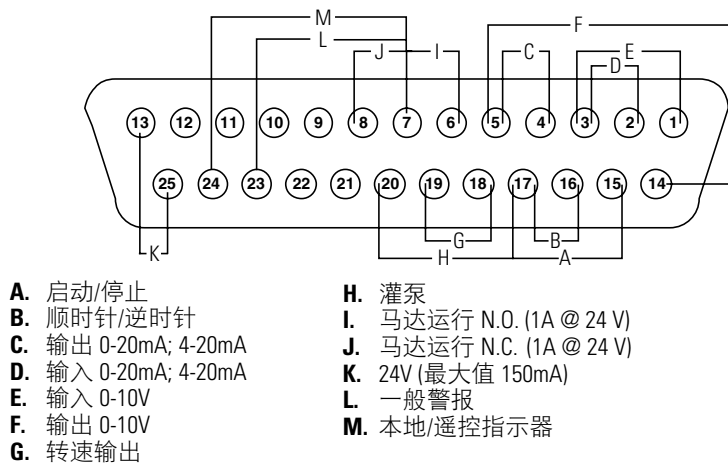 M
L
F
J
I
C
E
D
13
12
11
10
9
8
7
6
5
4
3
2
1
25
24
23
22
21
20
19
18
17
16
15
14
K
G
H
B
A
A. 启动/停止
B. 顺时针/逆时针
C. 输出 0-20mA; 4-20mA
D. 输入 0-20mA; 4-20mA
E. 输入 0-10V
F. 输出 0-10V
G. 转速输出
H. 灌泵
I. 马达运行 N.O. (1A @ 24 V)
J. 马达运行 N.C. (1A @ 24 V)
K. 24V (最大值 150mA)
L. 一般警报
M. 本地/遥控指示器